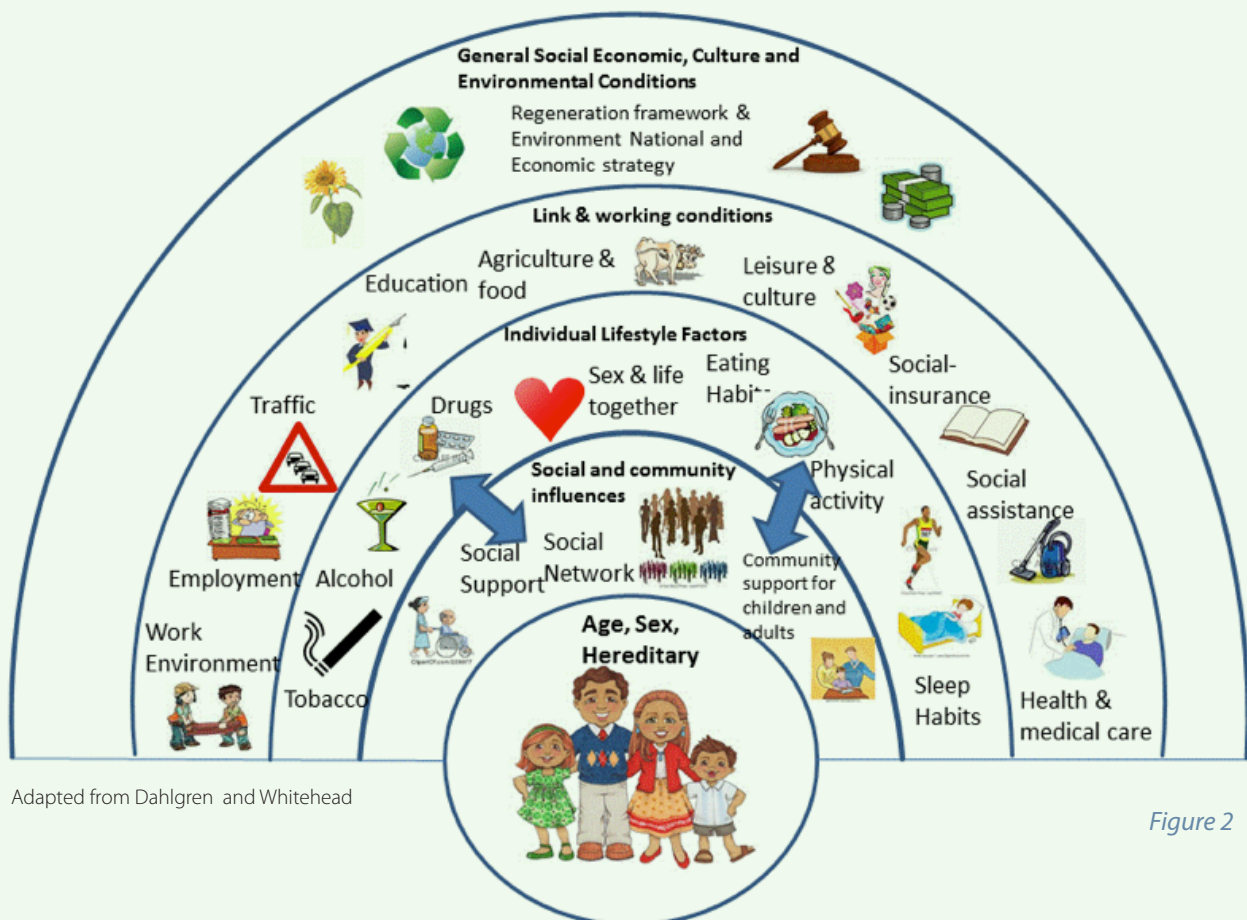 General Social Economic, Culture and
Environmental Conditions
Regeneration framework &
Environment National and
Economic strategy
Link & working conditions
Education
Agriculture &
food
Leisure &
culture
Social-
insurance
Social
assistance
Health &
medical care
Traffic
Employment
Work
Environment
Individual Lifestyle Factors
Drugs
Sex & life
together
Eating
Habits
Physical
activity
Sleep
Habits
Alcohol
Tobacco
Social and community
influences
Social
Support
Social
Network
Community
support for
children and
adults
Age, Sex,
Hereditary
Adapted from Dahlgren and Whitehead
Figure 2